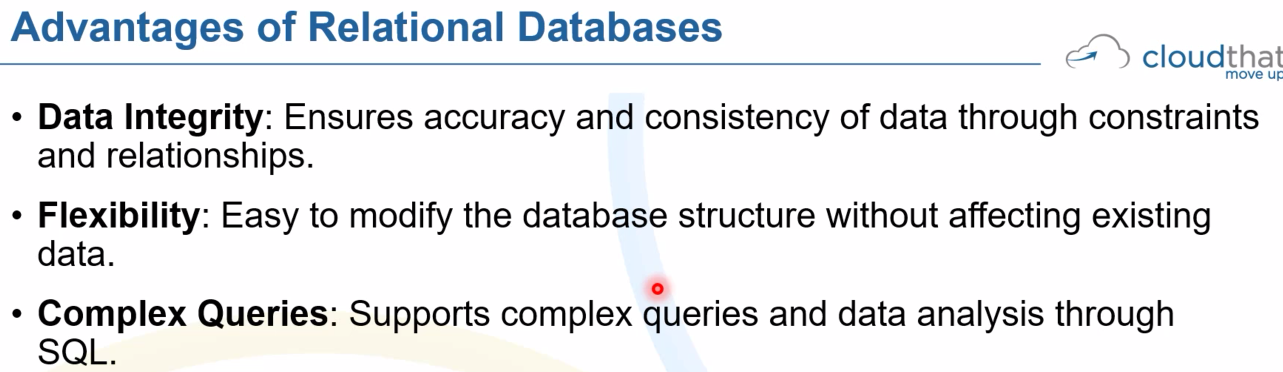 Advantages of Relational Databases
cloudthat
move up
• Data Integrity: Ensures accuracy and consistency of data through constraints
and relationships.
• Flexibility: Easy to modify the database structure without affecting existing
data.
• Complex Queries: Supports complex queries and data analysis through
SQL.